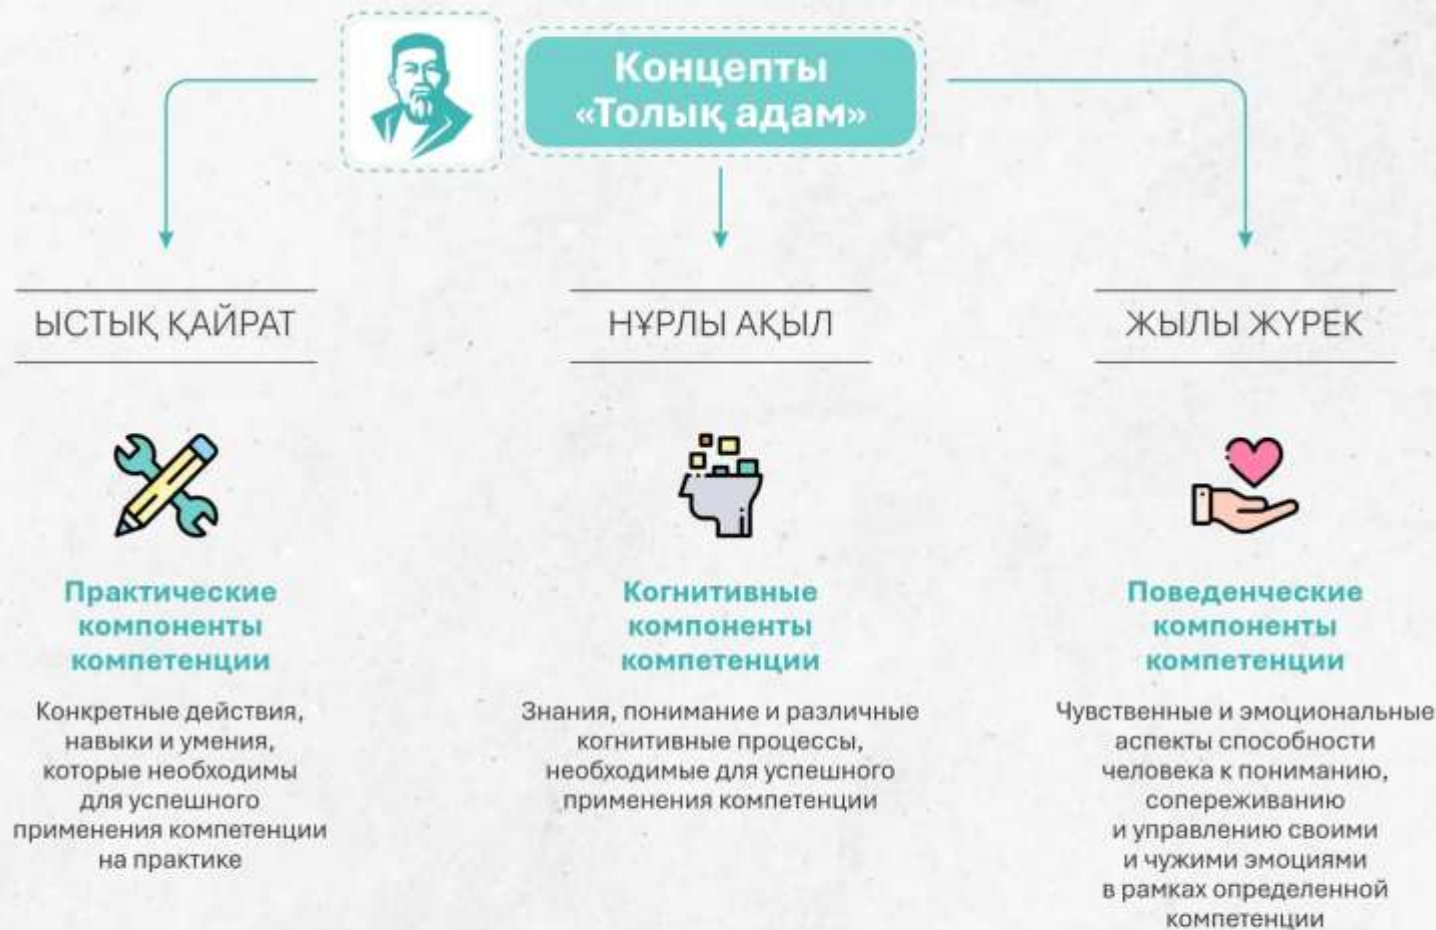 Концепты
«Толық адам»
ЫСТЫҚ ҚАЙРАТ
Практические
компоненты
компетенции
Конкретные действия,
навыки и умения,
которые необходимы
для успешного
применения компетенции
на практике
НҰРЛЫ АҚЫЛ
Когнитивные
компоненты
компетенции
Знания, понимание и различные
когнитивные процессы,
необходимые для успешного
применения компетенции
ЖЫЛЫ ЖҮРЕК
Поведенческие
компоненты
компетенции
Чувственные и эмоциональные
аспекты способности
человека к пониманию,
сопереживанию
и управлению своими
и чужими эмоциями
в рамках определенной
компетенции